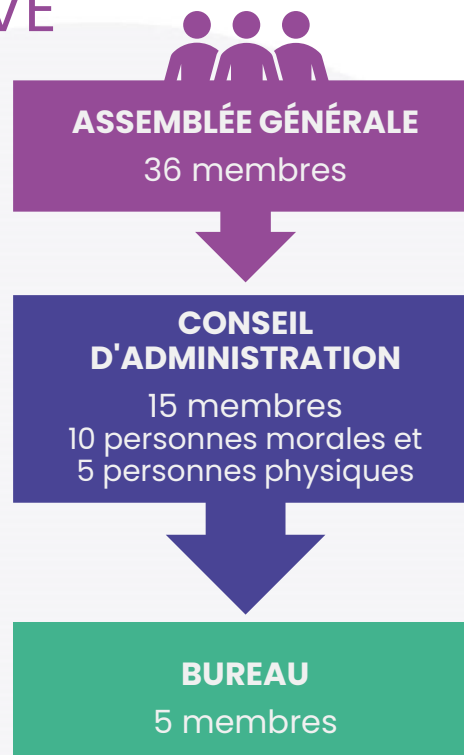 VE
ASSEMBLÉE GÉNÉRALE
36 membres
CONSEIL
D'ADMINISTRATION
15 membres
10 personnes morales et
5 personnes physiques
BUREAU
5 membres